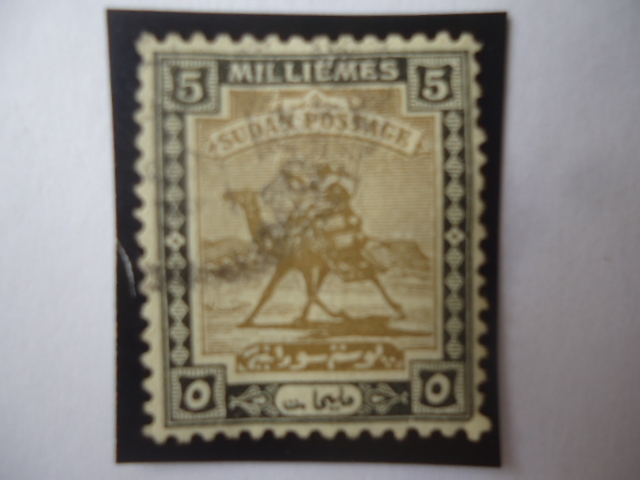 5 MILLIEMES 5
SUDAN POSTAGE
بوستة سودانية
٥ مليمات ٥